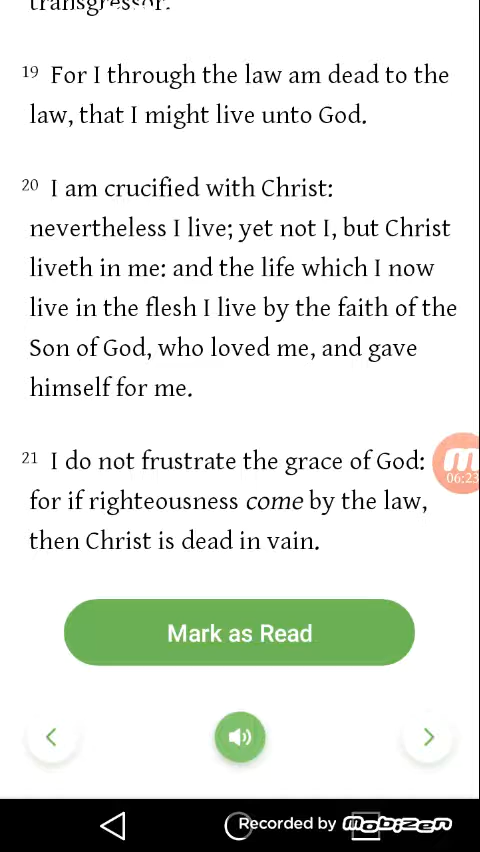 transgressor.
19 For I through the law am dead to the
law, that I might live unto God.
20 I am crucified with Christ:
nevertheless I live; yet not I, but Christ
liveth in me: and the life which I now
live in the flesh I live by the faith of the
Son of God, who loved me, and gave
himself for me.
21 I do not frustrate the grace of God:
for if righteousness come by the law,
then Christ is dead in vain.
06:23
Mark as Read
Recorded by mobizen